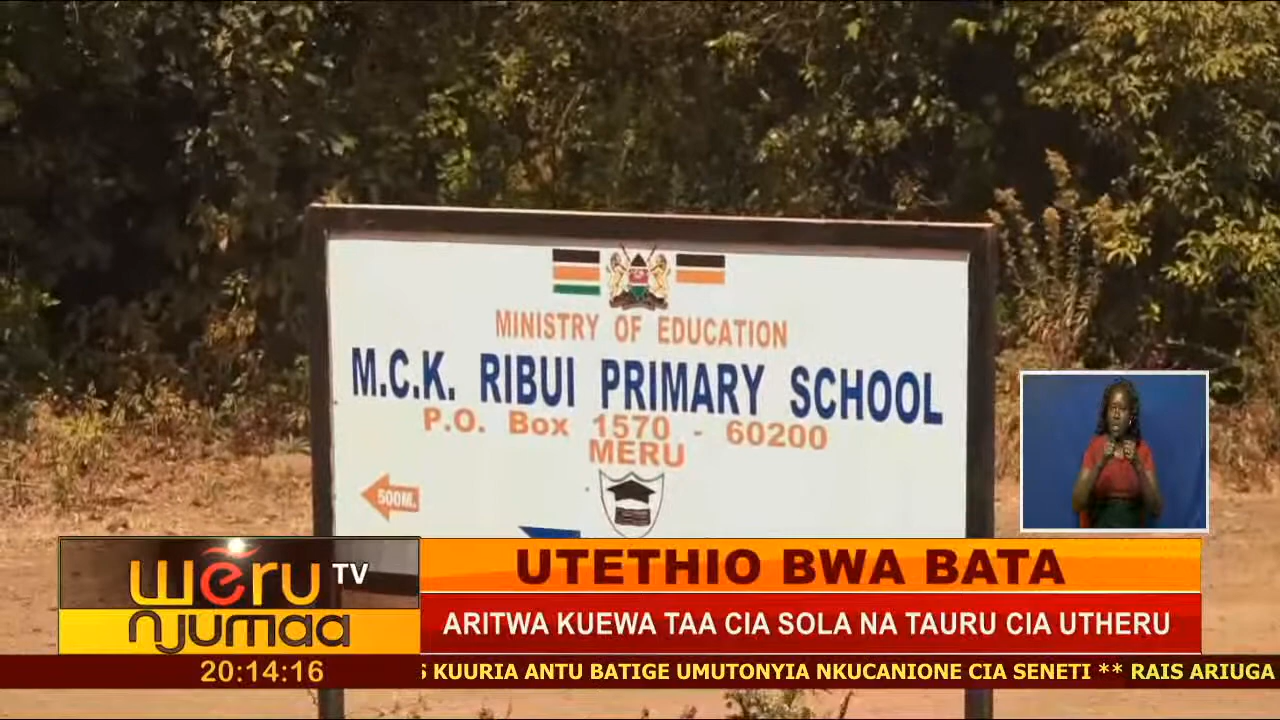 MINISTRY OF EDUCATION
M.C.K. RIBUI PRIMARY SCHOOL
P.O. Box 1570 - 60200
MERU
500M.
UTETHIO BWA BATA
werū TV
njumaa
ARITWA KUEWA TAA CIA SOLA NA TAURU CIA UTHERU
20:14:16
KUURIA ANTU BATIGE UMUTONYIA NKUCANIONE CIA SENETI ** RAIS ARIUGA